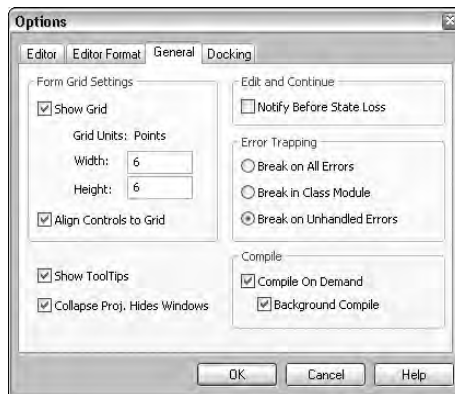 Options
Editor
Editor Format
General
Docking
Form Grid Settings
Show Grid
Grid Units: Points
Width: 6
Height: 6
Align Controls to Grid
Show ToolTips
Collapse Proj. Hides Windows
Edit and Continue
Notify Before State Loss
Error Trapping
Break on All Errors
Break in Class Module
Break on Unhandled Errors
Compile
Compile On Demand
Background Compile
OK
Cancel
Help